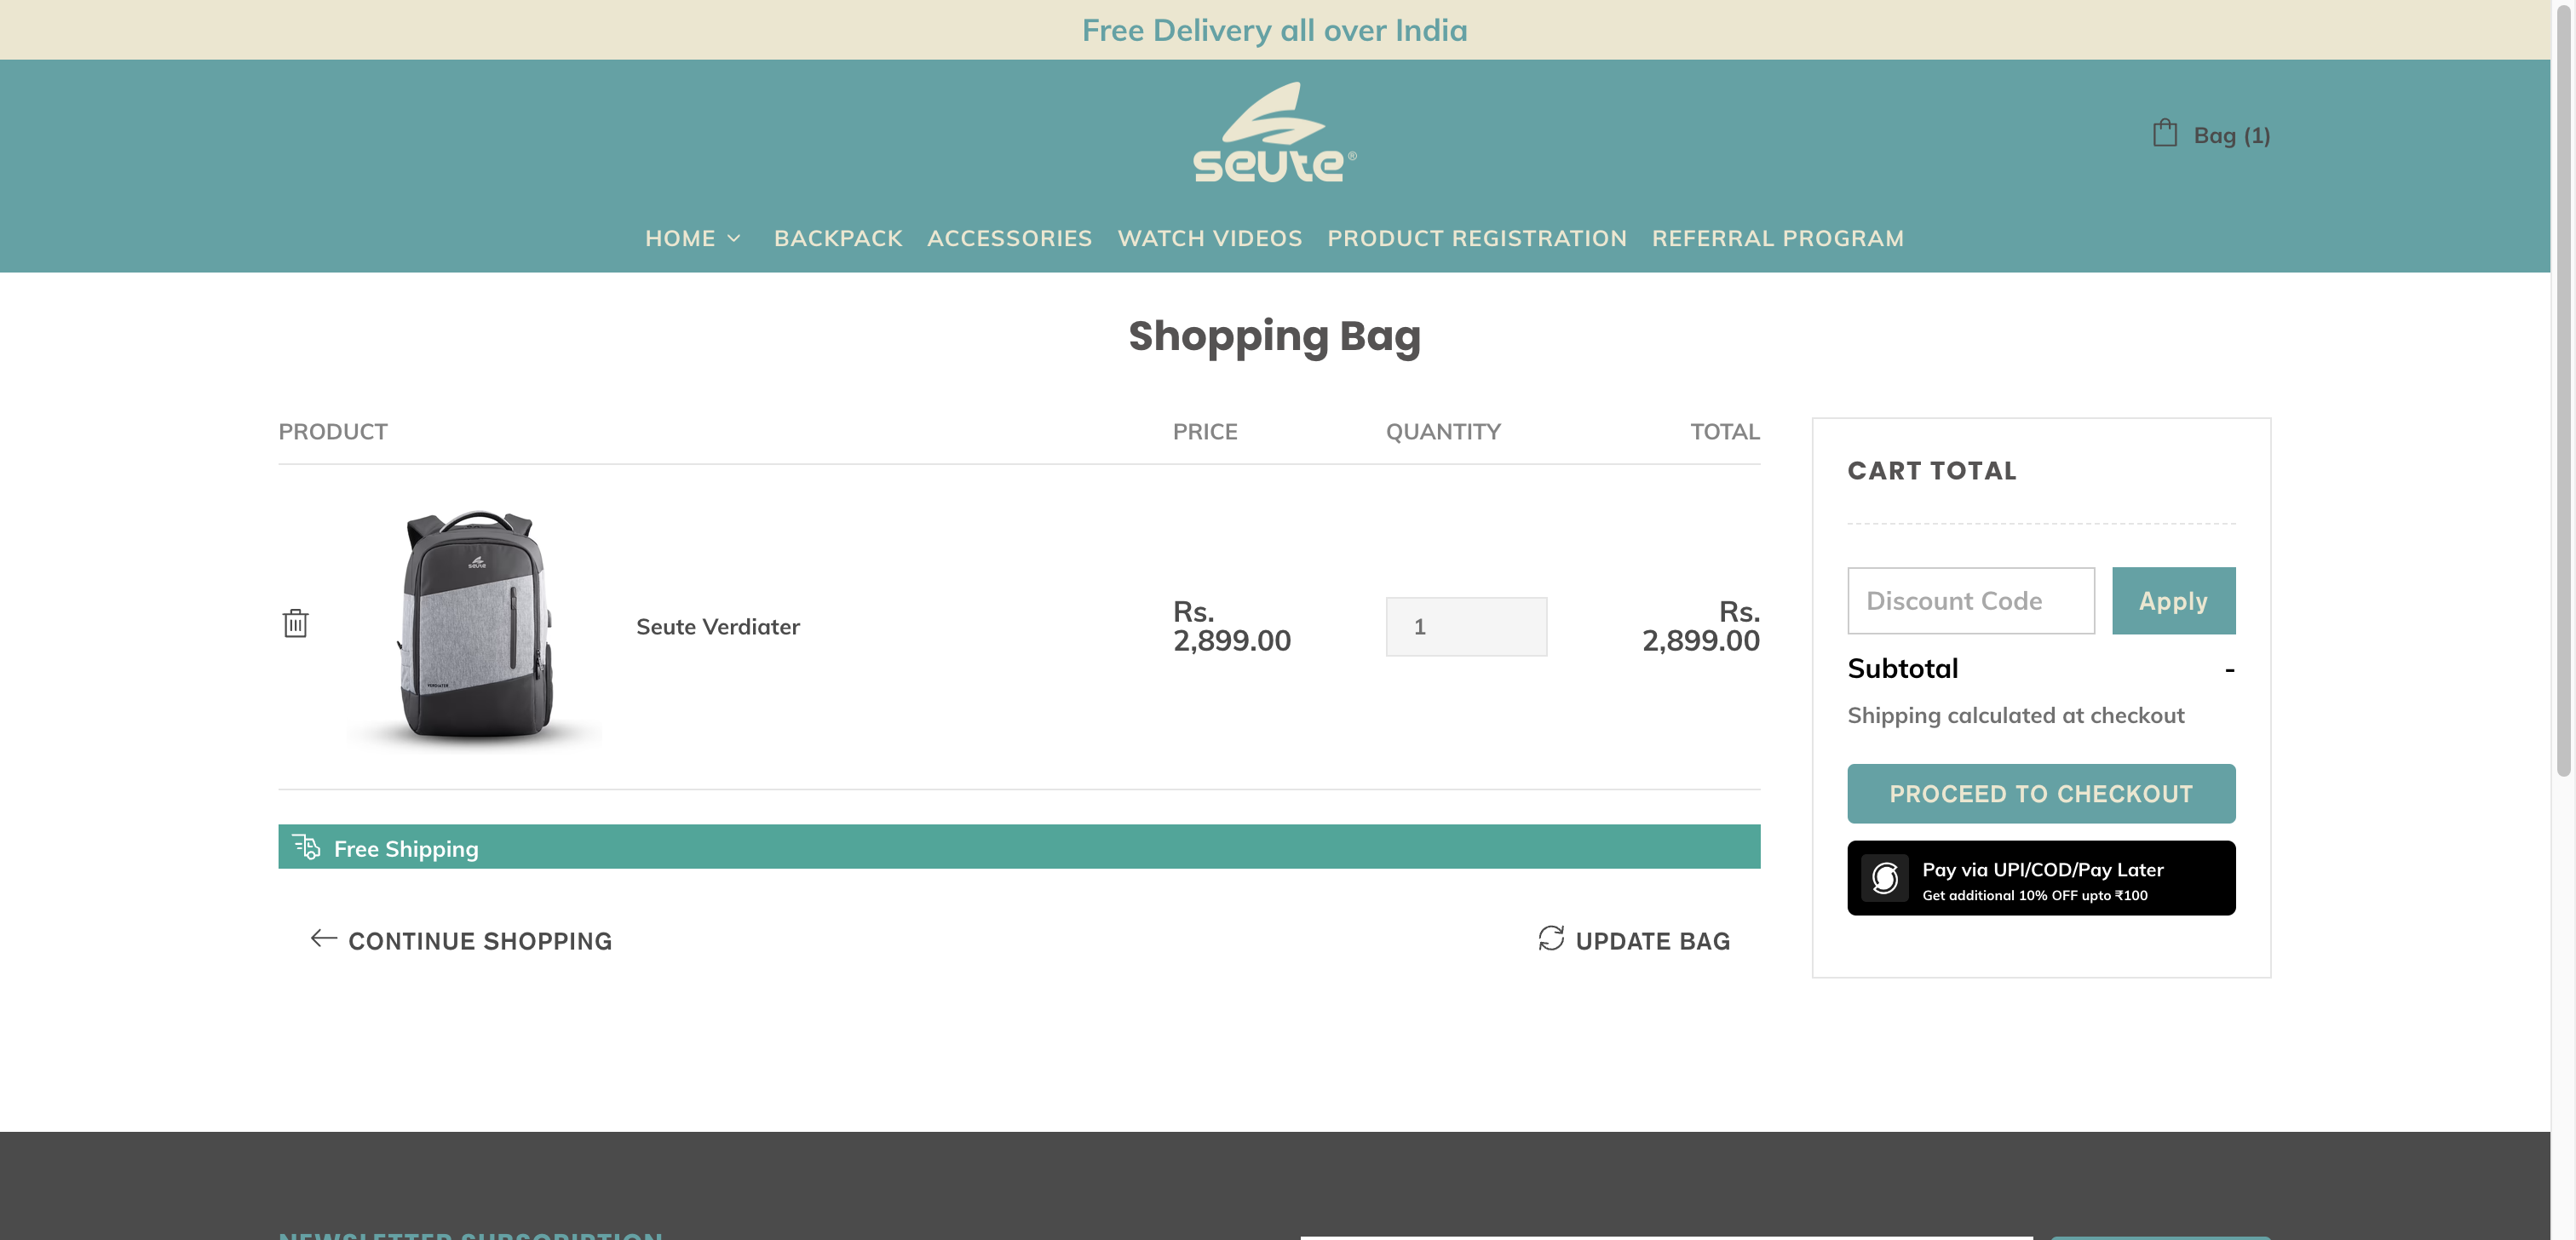 Free Delivery all over India
seute®
Bag (1)
HOME BACKPACK ACCESSORIES WATCH VIDEOS PRODUCT REGISTRATION REFERRAL PROGRAM
Shopping Bag
PRODUCT PRICE QUANTITY TOTAL
seute
Seute Verdiater
Rs. 2,899.00
1
Rs. 2,899.00
Free Shipping
CONTINUE SHOPPING
UPDATE BAG
CART TOTAL
Discount Code Apply
Subtotal -
Shipping calculated at checkout
PROCEED TO CHECKOUT
Pay via UPI/COD/Pay Later
Get additional 10% OFF upto ₹100
NEWSLETTER SUBSCRIPTION